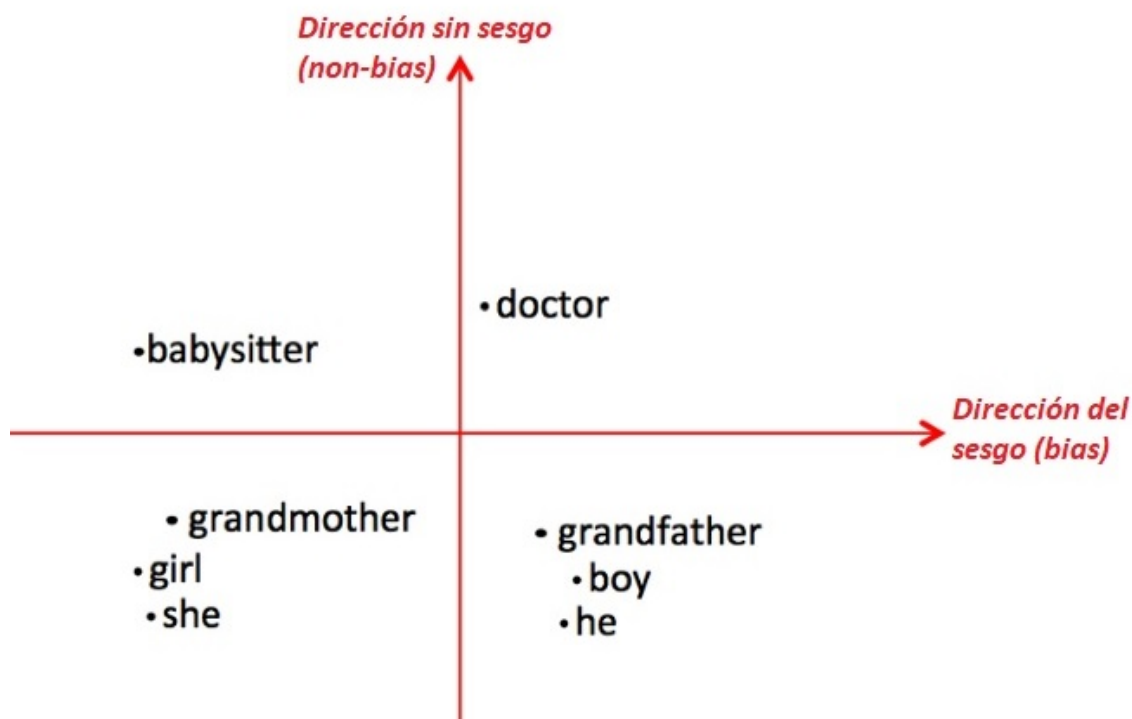 Dirección sin sesgo
(non-bias)
doctor
babysitter
Dirección del
sesgo (bias)
grandmother
grandfather
girl
boy
she
he